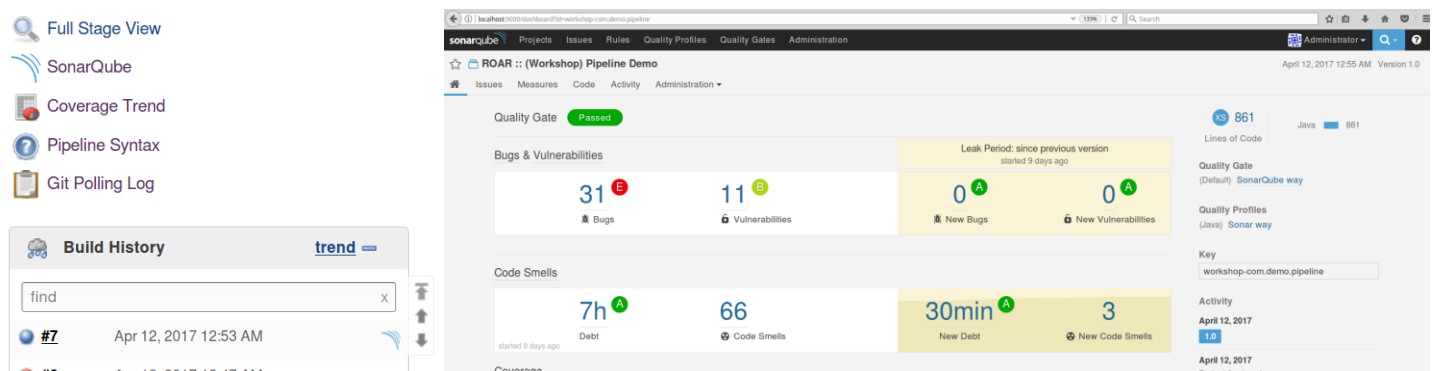 Full Stage View
SonarQube
Coverage Trend
Pipeline Syntax
Git Polling Log
Build History trend
find x
#7 Apr 12, 2017 12:53 AM
localhost:9000/dashboard?id=workshop-com.demo.pipeline 133% Search
sonarqube Projects Issues Rules Quality Profiles Quality Gates Administration Administrator
ROAR :: (Workshop) Pipeline Demo April 12, 2017 12:55 AM Version 1.0
Issues Measures Code Activity Administration
Quality Gate Passed
Bugs & Vulnerabilities
Leak Period: since previous version
started 9 days ago
31 E 11 B 0 A 0 A
Bugs Vulnerabilities New Bugs New Vulnerabilities
Code Smells
7h A 66 30min A 3
Debt Code Smells New Debt New Code Smells
started 9 days ago
Coverage
XS 861 Java 861
Lines of Code
Quality Gate
(Default) SonarQube way
Quality Profiles
(Java) Sonar way
Key
workshop-com.demo.pipeline
Activity
April 12, 2017
1.0
April 12, 2017